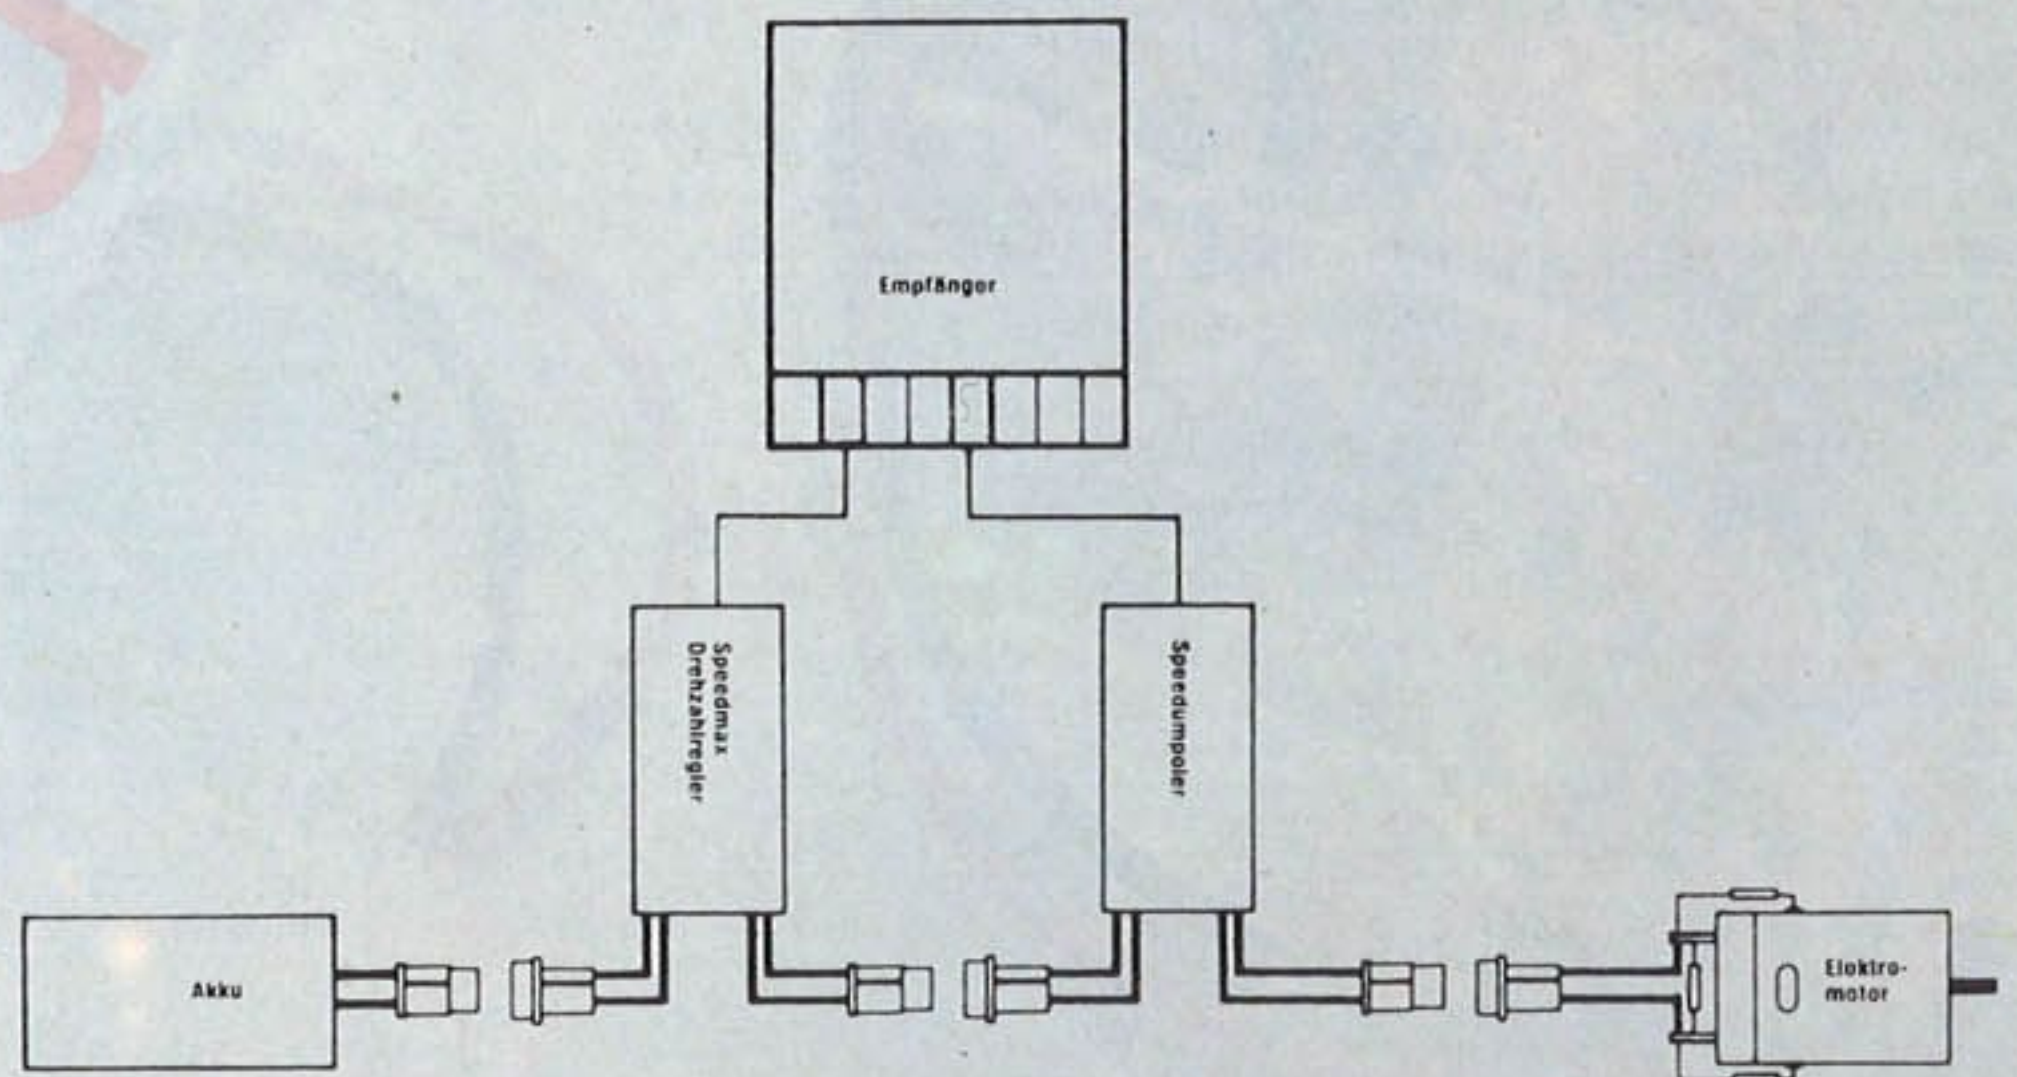 Empfänger
Speedmax
Drehzahlregler
Speedumpoler
Akku
Elektro-
motor